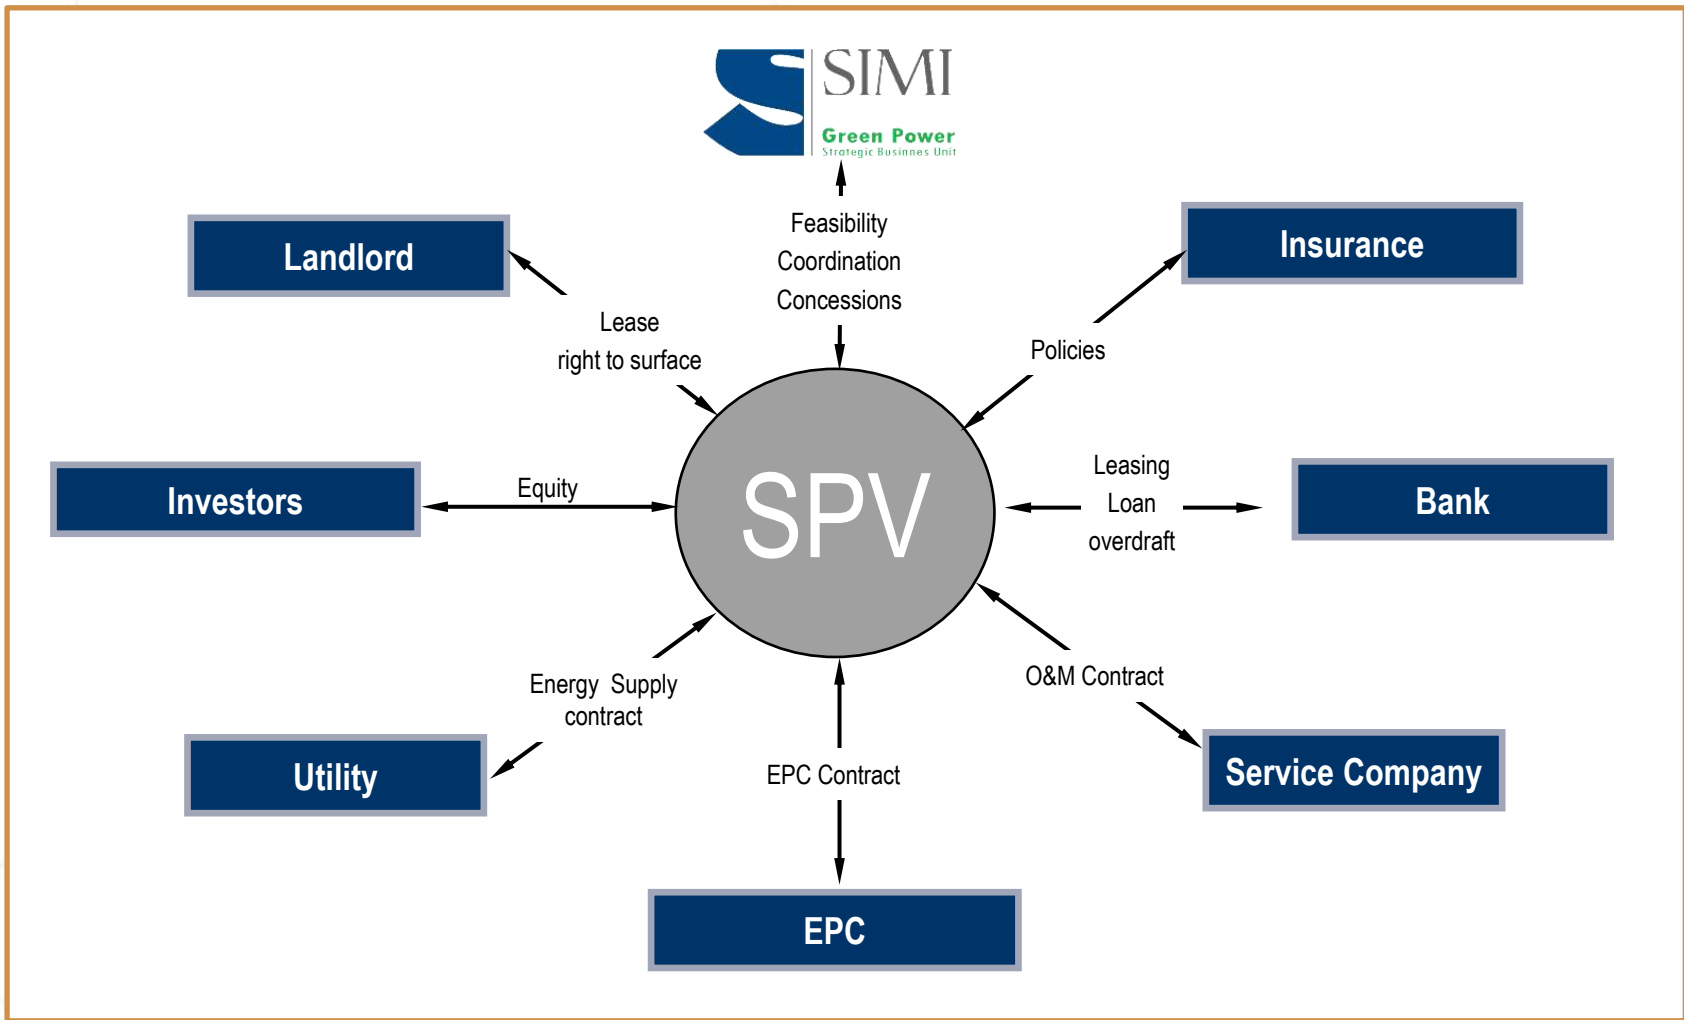 SIMI
Green Power
Strategic Businnes Unit
Landlord
Feasibility
Coordination
Concessions
Insurance
Lease
right to surface
Policies
Investors
Equity
SPV
Leasing
Loan
overdraft
Bank
Energy Supply
contract
O&M Contract
Utility
EPC Contract
Service Company
EPC